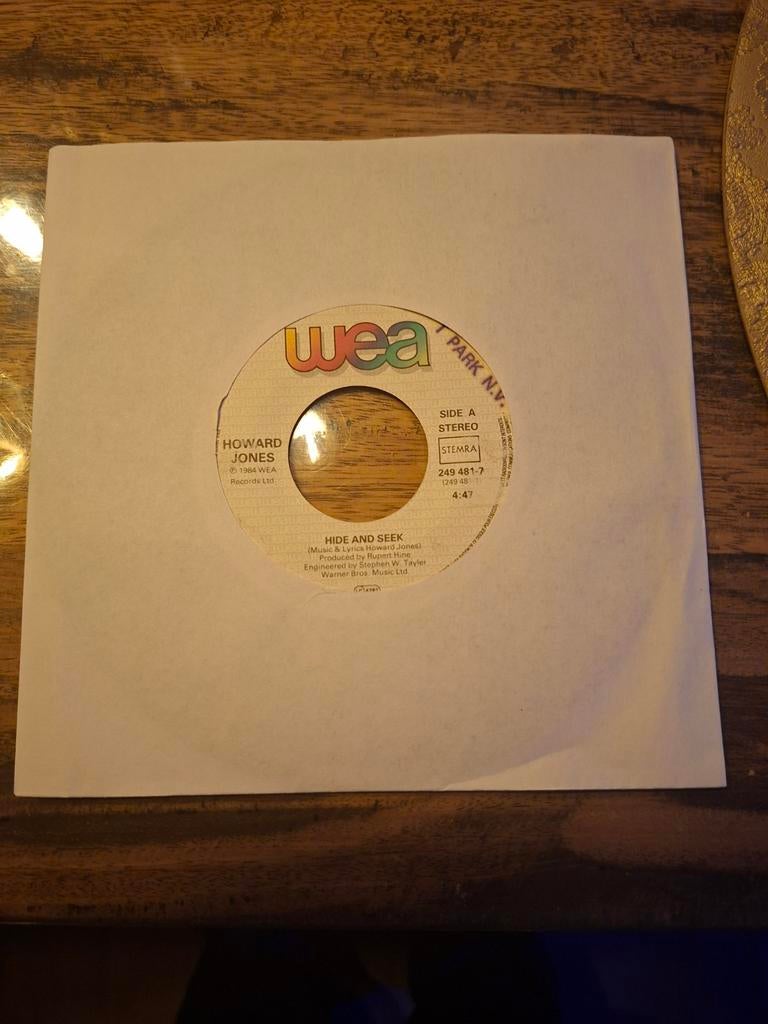 wea
T PARK N.V.
SIDE A
STEREO
STEMRA
249 481-7
4:47
HOWARD
JONES
℗ 1984 WEA
Records Ltd
HIDE AND SEEK
(Music & Lyrics Howard Jones)
Produced by Rupert Hine
Engineered by Stephen W. Tayler
Warner Bros. Music Ltd.